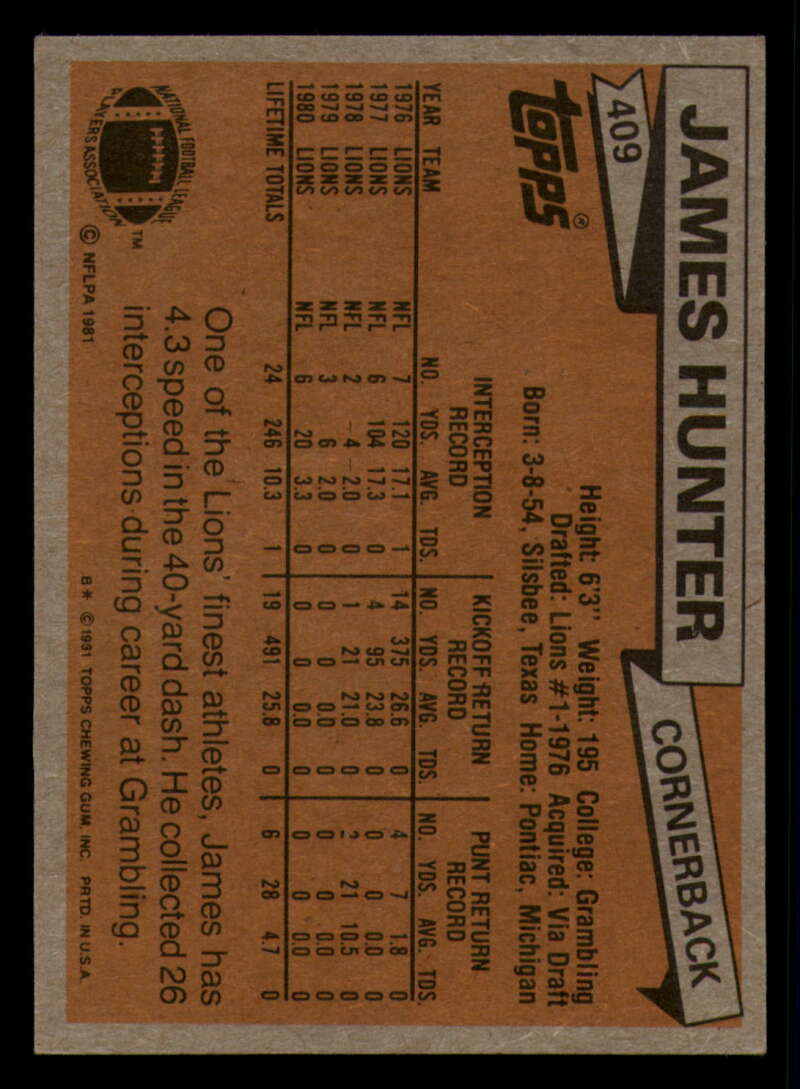 JAMES HUNTER CORNERBACK
409
topps®
Height: 6'3" Weight: 195 College: Grambling
Drafted: Lions #1-1976 Acquired: Via Draft
Born: 3-8-54, Silsbee, Texas Home: Pontiac, Michigan
INTERCEPTION RECORD KICKOFF RETURN RECORD PUNT RETURN RECORD
YEAR TEAM NO. YDS. AVG. TDS. NO. YDS. AVG. TDS. NO. YDS. AVG. TDS.
1976 LIONS NFL 7 120 17.1 1 14 375 26.6 0 4 7 1.8 0
1977 LIONS NFL 6 104 17.3 0 4 95 23.8 0 0 0 0.0 0
1978 LIONS NFL 2 -4 -2.0 0 1 21 21.0 0 2 21 10.5 0
1979 LIONS NFL 3 6 2.0 0 0 0 0.0 0 0 0 0.0 0
1980 LIONS NFL 6 20 3.3 0 0 0 0.0 0 0 0 0.0 0
LIFETIME TOTALS 24 246 10.3 1 19 491 25.8 0 6 28 4.7 0
One of the Lions' finest athletes, James has
4.3 speed in the 40-yard dash. He collected 26
interceptions during career at Grambling.
NATIONAL FOOTBALL LEAGUE
PLAYERS ASSOCIATION
TM
© NFLPA 1981
B* © 1981 TOPPS CHEWING GUM, INC. PRTD. IN U.S.A.